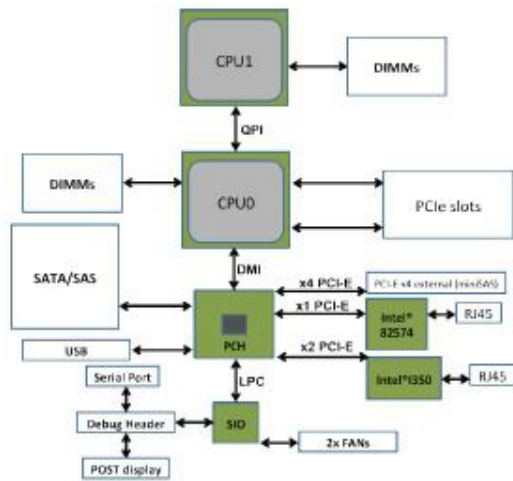 CPU1
DIMMs
QPI
DIMMs
CPU0
PCIe slots
DMI
SATA/SAS
x4 PCI-E
PCI-E x4 external (miniSAS)
x1 PCI-E
Intel®
82574
RJ45
PCH
USB
x2 PCI-E
Intel®I350
RJ45
Serial Port
LPC
Debug Header
SIO
2x FANs
POST display